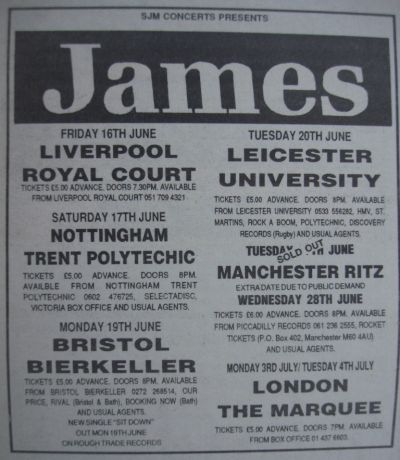 SJM CONCERTS PRESENTS
James
FRIDAY 16TH JUNE
LIVERPOOL
ROYAL COURT
TICKETS £5.00 ADVANCE. DOORS 7.30PM. AVAILABLE
FROM LIVERPOOL ROYAL COURT 051 709 4321
SATURDAY 17TH JUNE
NOTTINGHAM
TRENT POLYTECHIC
TICKETS £5.00 ADVANCE. DOORS 8PM.
AVAILBLE FROM NOTTINGHAM TRENT
POLYTECHNIC 0602 476725, SELECTADISC,
VICTORIA BOX OFFICE AND USUAL AGENTS.
MONDAY 19TH JUNE
BRISTOL
BIERKELLER
TICKETS £5.00 ADVANCE. DOORS 8PM. AVAILABLE
FROM BRISTOL BIERKELLER 0272 268514, OUR
PRICE, RIVAL (Bristol & Bath), BOOKING NOW (Bath)
AND USUAL AGENTS.
NEW SINGLE "SIT DOWN"
OUT MON 19TH JUNE
ON ROUGH TRADE RECORDS
TUESDAY 20TH JUNE
LEICESTER
UNIVERSITY
TICKETS £5.00 ADVANCE. DOORS 8PM. AVAILABLE
FROM LEICESTER UNIVERSITY 0533 556282, HMV, ST.
MARTINS, ROCK A BOOM, POLYTECHNIC, DISCOVERY
RECORDS (Rugby) AND USUAL AGENTS.
TUESDAY JUNE
SOLD OUT
MANCHESTER RITZ
EXTRA DATE DUE TO PUBLIC DEMAND
WEDNESDAY 28TH JUNE
TICKETS £6.00 ADVANCE. DOORS 8PM. AVAILABLE
FROM PICCADILLY RECORDS 061 236 2555, ROCKET
TICKETS (P.O. Box 402, Manchester M60 4AU)
AND USUAL AGENTS.
MONDAY 3RD JULY/ TUESDAY 4TH JULY
LONDON
THE MARQUEE
TICKETS £5.00 ADVANCE. DOORS 7PM. AVAILABLE
FROM BOX OFFICE 01 437 6603.